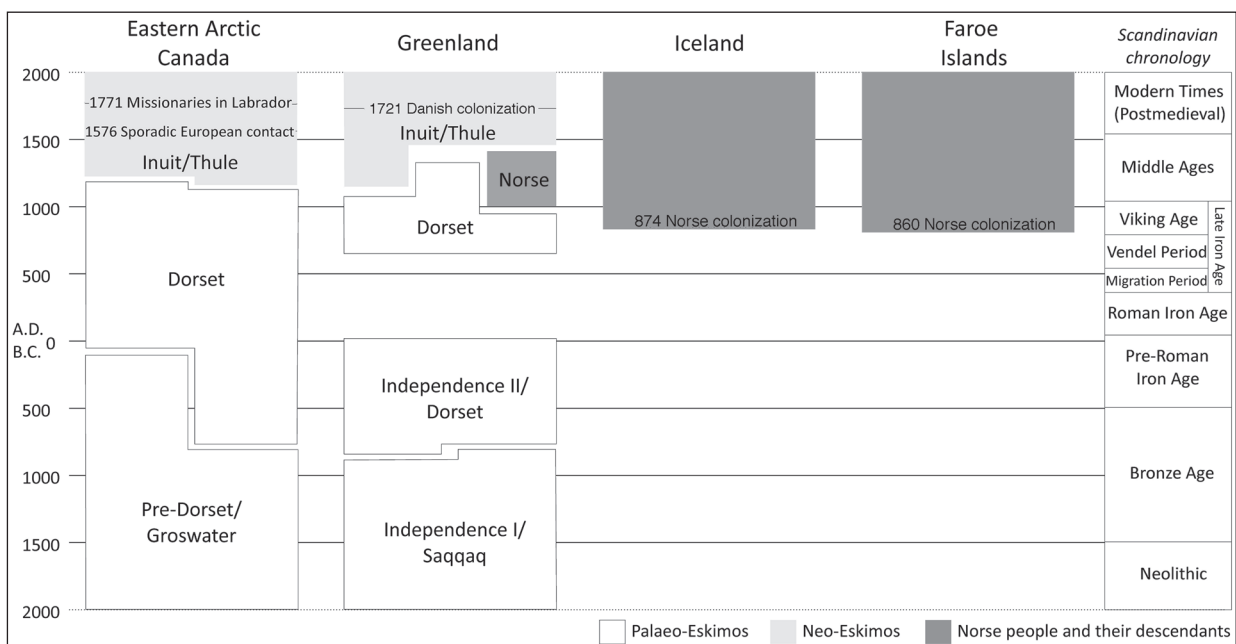 Eastern Arctic
Canada
Greenland
Iceland
Faroe
Islands
Scandinavian
chronology
2000
1500
1000
500
A.D.
0
B.C.
500
1000
1500
2000
1771 Missionaries in Labrador
1576 Sporadic European contact
Inuit/Thule
Dorset
Pre-Dorset/
Groswater
1721 Danish colonization
Inuit/Thule
Norse
Dorset
Independence II/
Dorset
Independence I/
Saqqaq
874 Norse colonization
860 Norse colonization
Modern Times
(Postmedieval)
Middle Ages
Viking Age
Vendel Period
Migration Period
Late Iron Age
Roman Iron Age
Pre-Roman
Iron Age
Bronze Age
Neolithic
Palaeo-Eskimos
Neo-Eskimos
Norse people and their descendants